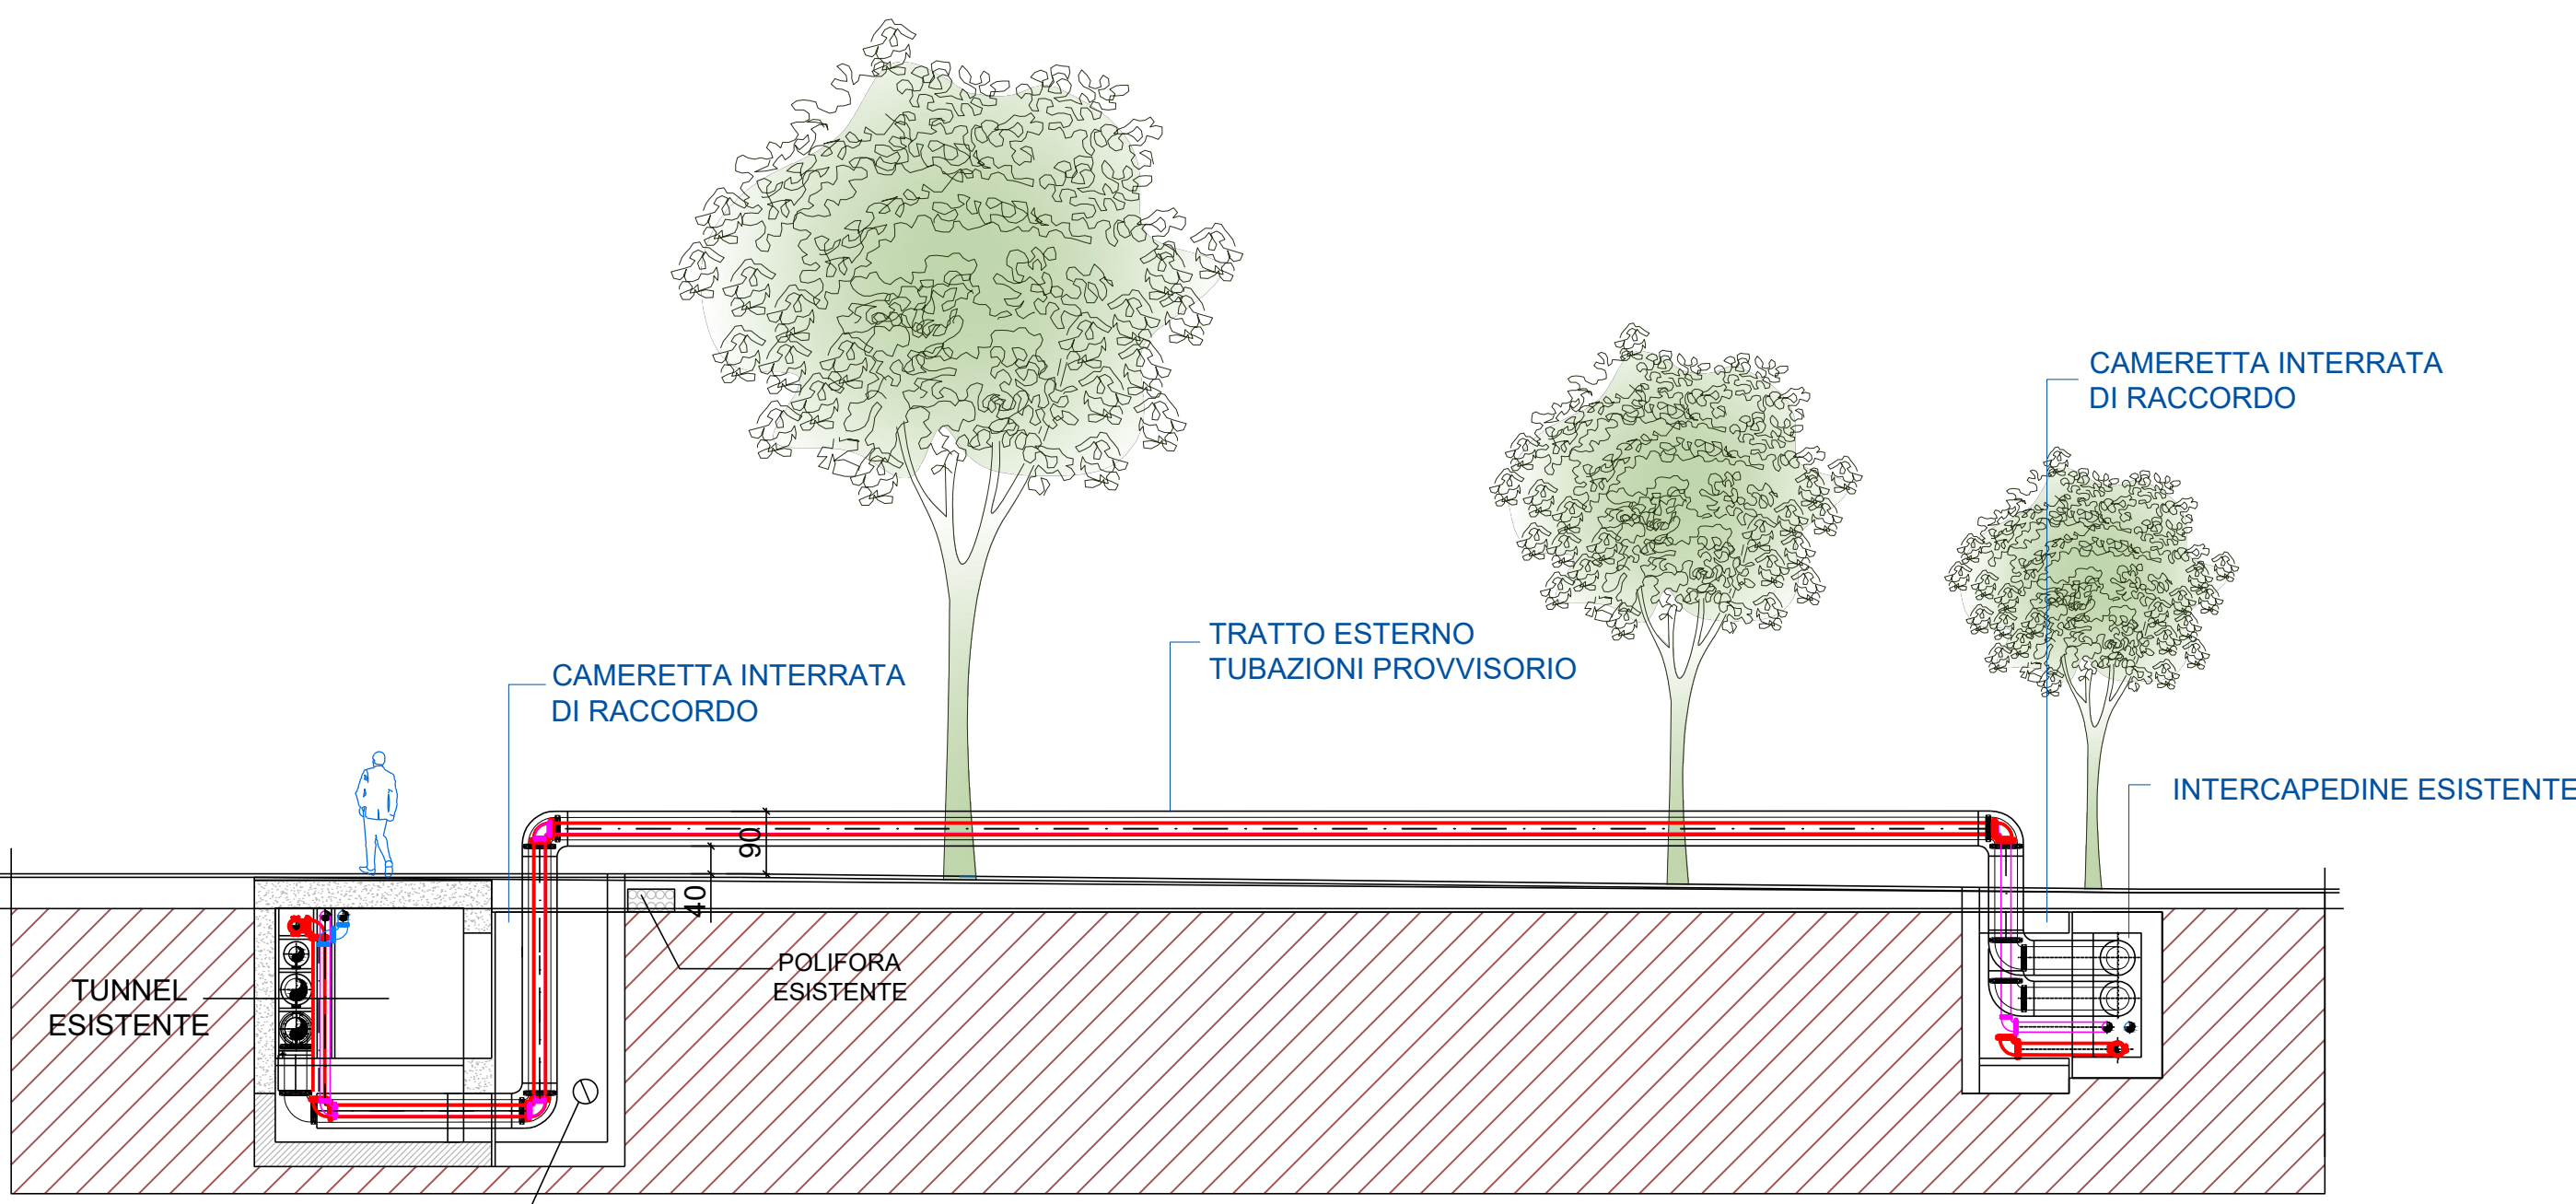 CAMERETTA INTERRATA
DI RACCORDO
TRATTO ESTERNO
TUBAZIONI PROVVISORIO
CAMERETTA INTERRATA
DI RACCORDO
INTERCAPEDINE ESISTENTE
90
40
POLIFORA
ESISTENTE
TUNNEL
ESISTENTE